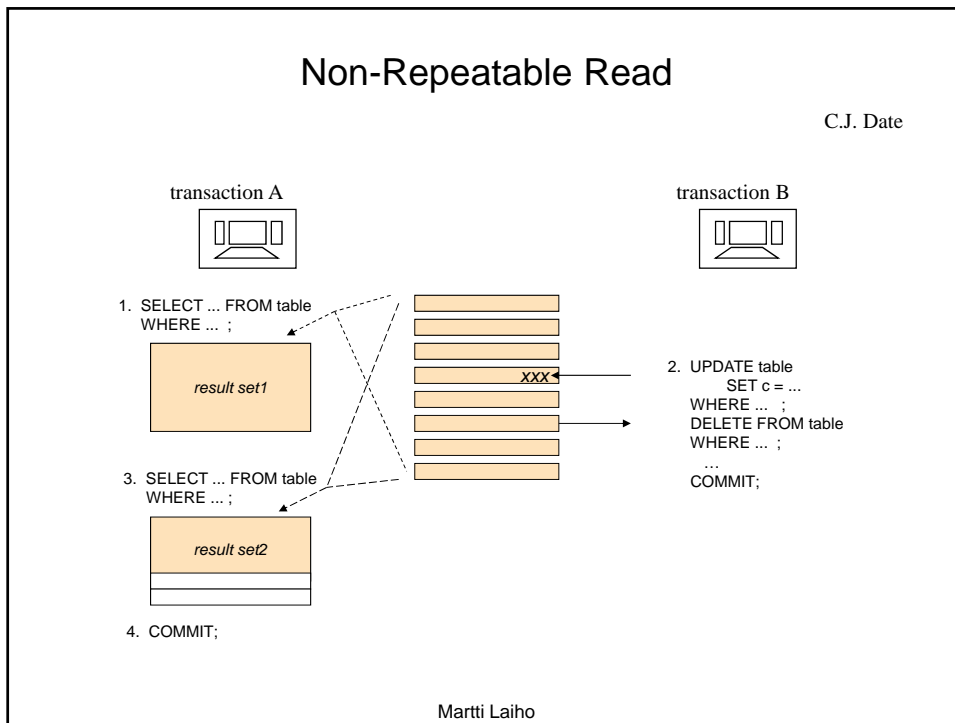 Non-Repeatable Read
C.J. Date
transaction A
transaction B
1. SELECT ... FROM table
WHERE ... ;
result set1
xxx
2. UPDATE table
SET c = ...
WHERE ... ;
DELETE FROM table
WHERE ... ;
...
COMMIT;
3. SELECT ... FROM table
WHERE ... ;
result set2
4. COMMIT;
Martti Laiho